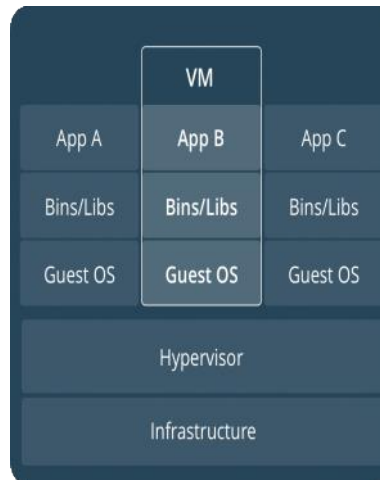 VM
App A App B App C
Bins/Libs Bins/Libs Bins/Libs
Guest OS Guest OS Guest OS
Hypervisor
Infrastructure